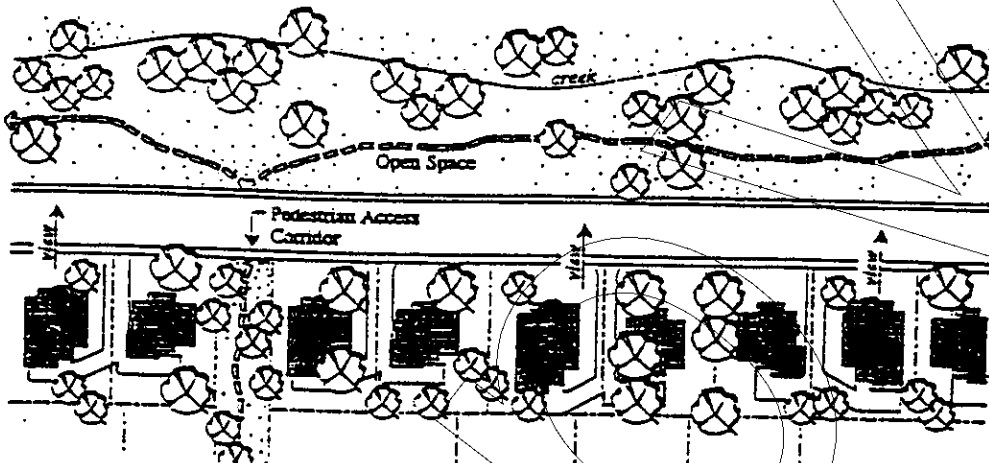 creek
Open Space
Pedestrian Access
Corridor
view
view
view